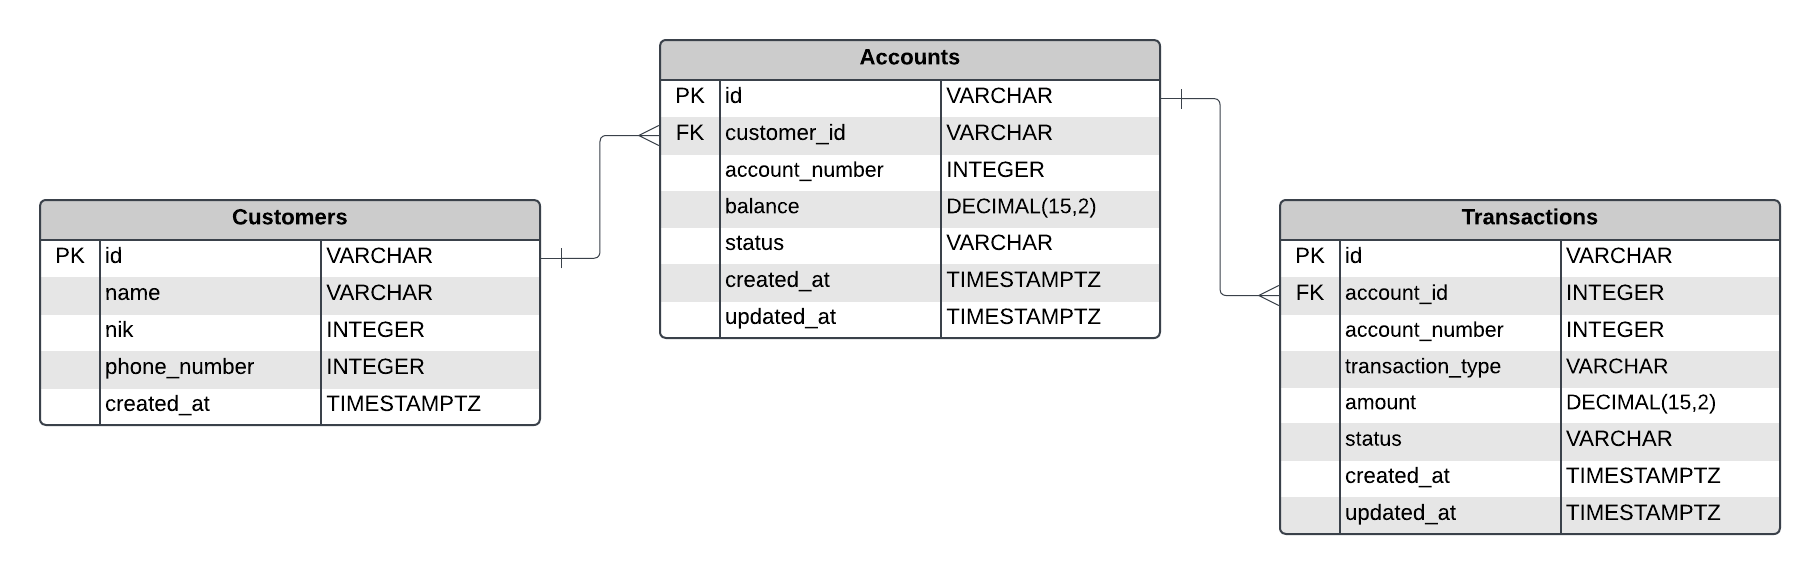 Customers
PK id VARCHAR
name VARCHAR
nik INTEGER
phone_number INTEGER
created_at TIMESTAMPTZ
Accounts
PK id VARCHAR
FK customer_id VARCHAR
account_number INTEGER
balance DECIMAL(15,2)
status VARCHAR
created_at TIMESTAMPTZ
updated_at TIMESTAMPTZ
Transactions
PK id VARCHAR
FK account_id INTEGER
account_number INTEGER
transaction_type VARCHAR
amount DECIMAL(15,2)
status VARCHAR
created_at TIMESTAMPTZ
updated_at TIMESTAMPTZ